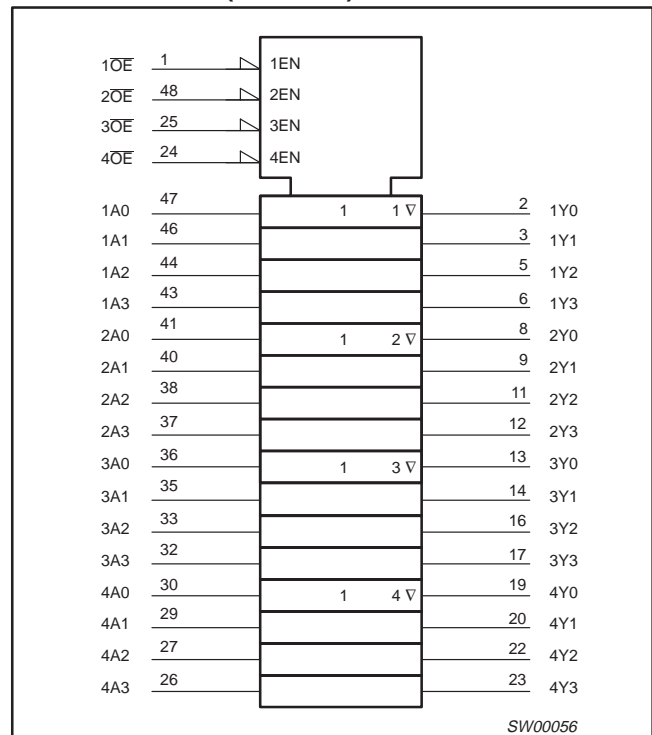 1O̅E̅ 1 1EN
2O̅E̅ 48 2EN
3O̅E̅ 25 3EN
4O̅E̅ 24 4EN
1A0 47 1 1 ∇ 2 1Y0
1A1 46 3 1Y1
1A2 44 5 1Y2
1A3 43 6 1Y3
2A0 41 1 2 ∇ 8 2Y0
2A1 40 9 2Y1
2A2 38 11 2Y2
2A3 37 12 2Y3
3A0 36 1 3 ∇ 13 3Y0
3A1 35 14 3Y1
3A2 33 16 3Y2
3A3 32 17 3Y3
4A0 30 1 4 ∇ 19 4Y0
4A1 29 20 4Y1
4A2 27 22 4Y2
4A3 26 23 4Y3
SW00056